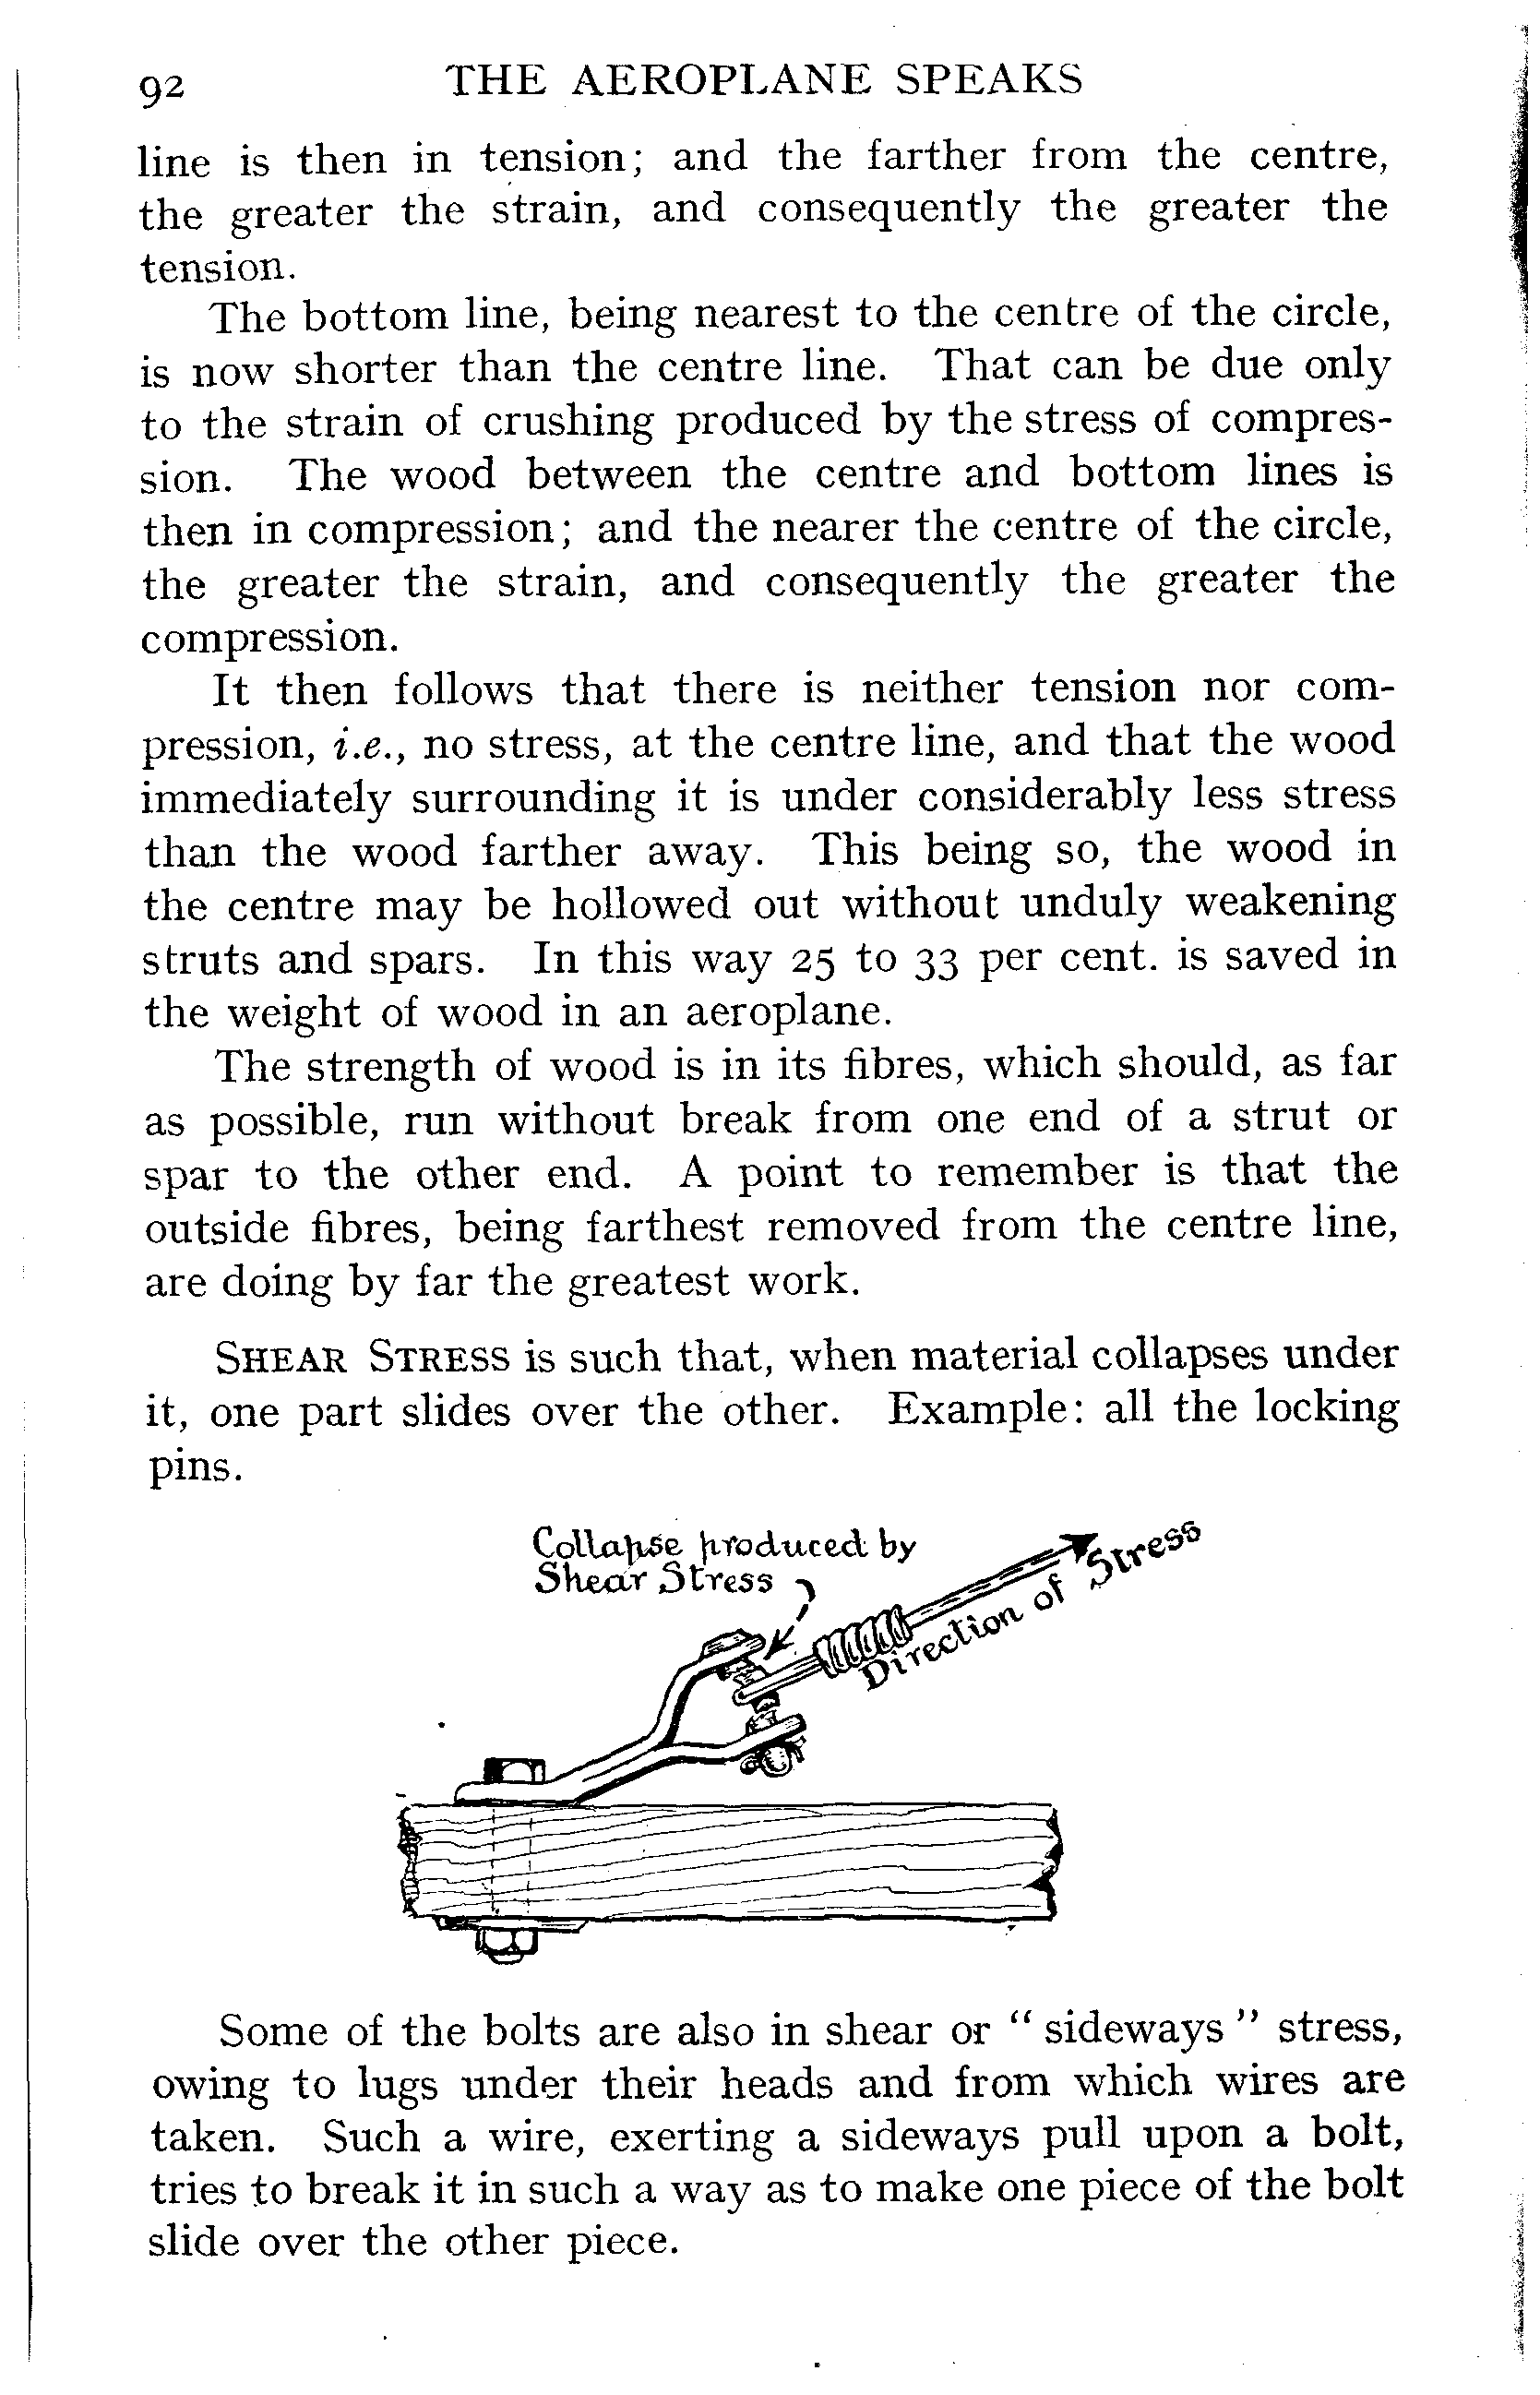 92 THE AEROPLANE SPEAKS
line is then in tension; and the farther from the centre,
the greater the strain, and consequently the greater the
tension.
The bottom line, being nearest to the centre of the circle,
is now shorter than the centre line. That can be due only
to the strain of crushing produced by the stress of compres-
sion. The wood between the centre and bottom lines is
then in compression; and the nearer the centre of the circle,
the greater the strain, and consequently the greater the
compression.
It then follows that there is neither tension nor com-
pression, i.e., no stress, at the centre line, and that the wood
immediately surrounding it is under considerably less stress
than the wood farther away. This being so, the wood in
the centre may be hollowed out without unduly weakening
struts and spars. In this way 25 to 33 per cent. is saved in
the weight of wood in an aeroplane.
The strength of wood is in its fibres, which should, as far
as possible, run without break from one end of a strut or
spar to the other end. A point to remember is that the
outside fibres, being farthest removed from the centre line,
are doing by far the greatest work.
SHEAR STRESS is such that, when material collapses under
it, one part slides over the other. Example: all the locking
pins.
Collapse produced by
Shear Stress
Direction of Stress
Some of the bolts are also in shear or “ sideways ” stress,
owing to lugs under their heads and from which wires are
taken. Such a wire, exerting a sideways pull upon a bolt,
tries to break it in such a way as to make one piece of the bolt
slide over the other piece.